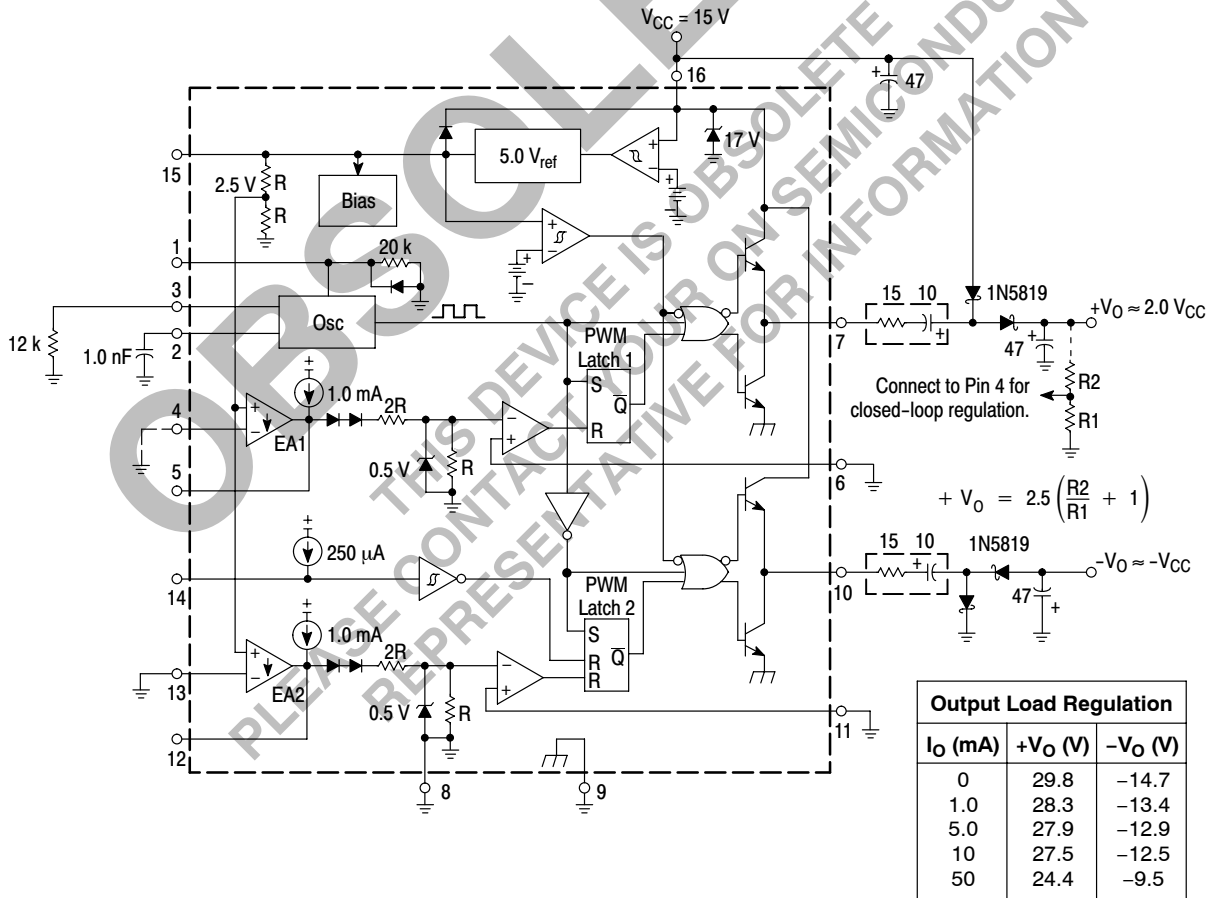 OBSOLETE
THIS DEVICE IS OBSOLETE
PLEASE CONTACT YOUR ON SEMICONDU
REPRESENTATIVE FOR INFORMATION
VCC = 15 V
16
+
47
15
2.5 V
R
R
Bias
5.0 Vref
+
−
+
−
17 V
+
−
+
−
1
20 k
3
Osc
2
12 k
1.0 nF
PWM
Latch 1
S
Q
R
7
15
10
+
1N5819
47
+
+VO ≈ 2.0 VCC
R2
R1
Connect to Pin 4 for
closed–loop regulation.
+
1.0 mA
4
+
−
EA1
2R
0.5 V
R
−
+
5
6
+ VO = 2.5 (R2/R1 + 1)
+
250 µA
14
PWM
Latch 2
S
Q
R
R
10
15
10
+
1N5819
47
+
−VO ≈ −VCC
+
1.0 mA
+
−
13
EA2
2R
0.5 V
R
−
+
12
11
8
9
Output Load Regulation
IO (mA) +VO (V) −VO (V)
0 29.8 −14.7
1.0 28.3 −13.4
5.0 27.9 −12.9
10 27.5 −12.5
50 24.4 −9.5